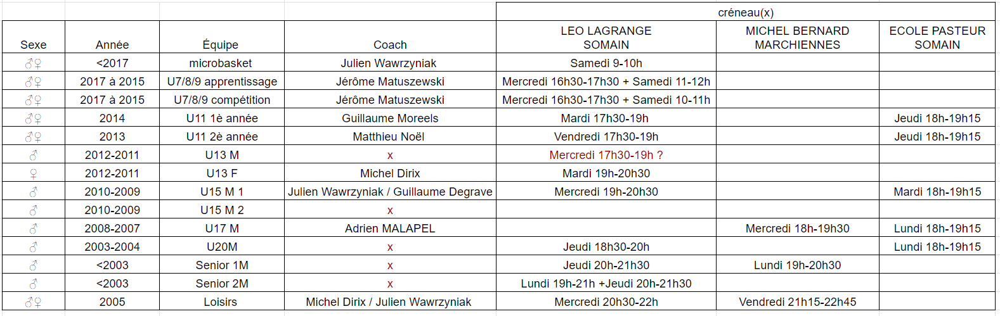 créneau(x)
Sexe Année Équipe Coach LEO LAGRANGE SOMAIN MICHEL BERNARD MARCHIENNES ECOLE PASTEUR SOMAIN
♂♀ <2017 microbasket Julien Wawrzyniak Samedi 9-10h
♂♀ 2017 à 2015 U7/8/9 apprentissage Jérôme Matuszewski Mercredi 16h30-17h30 + Samedi 11-12h
♂♀ 2017 à 2015 U7/8/9 compétition Jérôme Matuszewski Mercredi 16h30-17h30 + Samedi 10-11h
♂♀ 2014 U11 1è année Guillaume Moreels Mardi 17h30-19h Jeudi 18h-19h15
♂♀ 2013 U11 2è année Matthieu Noël Vendredi 17h30-19h Jeudi 18h-19h15
♂ 2012-2011 U13 M x Mercredi 17h30-19h ?
♀ 2012-2011 U13 F Michel Dirix Mardi 19h-20h30
♂ 2010-2009 U15 M 1 Julien Wawrzyniak / Guillaume Degrave Mercredi 19h-20h30 Mardi 18h-19h15
♂ 2010-2009 U15 M 2 x
♂ 2008-2007 U17 M Adrien MALAPEL Mercredi 18h-19h30 Lundi 18h-19h15
♂ 2003-2004 U20M x Jeudi 18h30-20h Lundi 18h-19h15
♂ <2003 Senior 1M x Jeudi 20h-21h30 Lundi 19h-20h30
♂ <2003 Senior 2M x Lundi 19h-21h +Jeudi 20h-21h30
♂♀ 2005 Loisirs Michel Dirix / Julien Wawrzyniak Mercredi 20h30-22h Vendredi 21h15-22h45